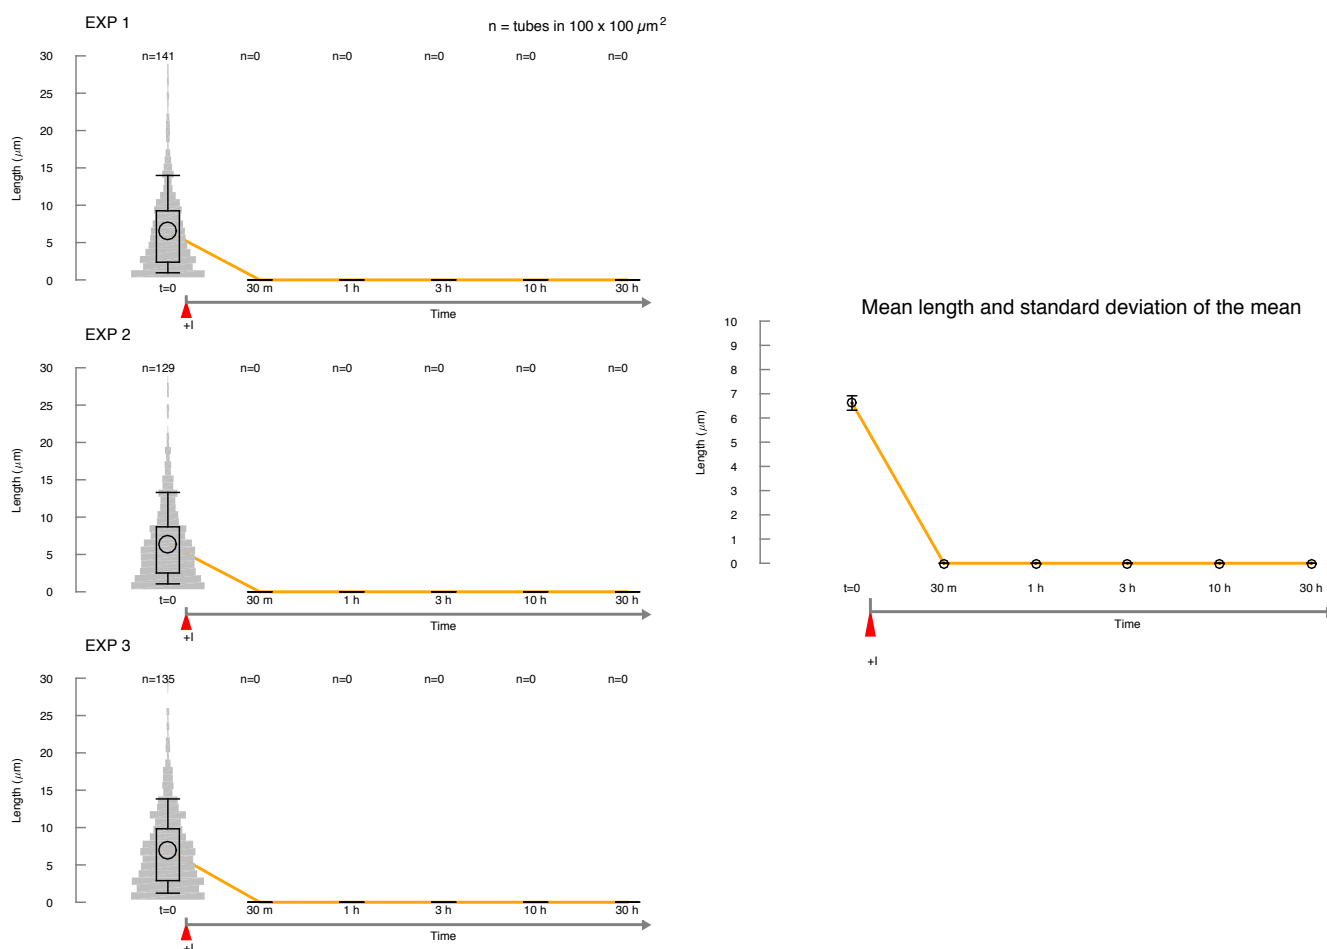 EXP 1
n = tubes in 100 x 100 µm²
n=141 n=0 n=0 n=0 n=0 n=0
30
25
20
15
10
5
0
Length (µm)
t=0 30 m 1 h 3 h 10 h 30 h
+I
Time
EXP 2
n=129 n=0 n=0 n=0 n=0 n=0
30
25
20
15
10
5
0
Length (µm)
t=0 30 m 1 h 3 h 10 h 30 h
+I
Time
EXP 3
n=135 n=0 n=0 n=0 n=0 n=0
30
25
20
15
10
5
0
Length (µm)
t=0 30 m 1 h 3 h 10 h 30 h
+I
Time
Mean length and standard deviation of the mean
10
9
8
7
6
5
4
3
2
1
0
Length (µm)
t=0 30 m 1 h 3 h 10 h 30 h
Time
+I